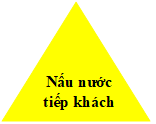 Nấu nước
tiếp khách